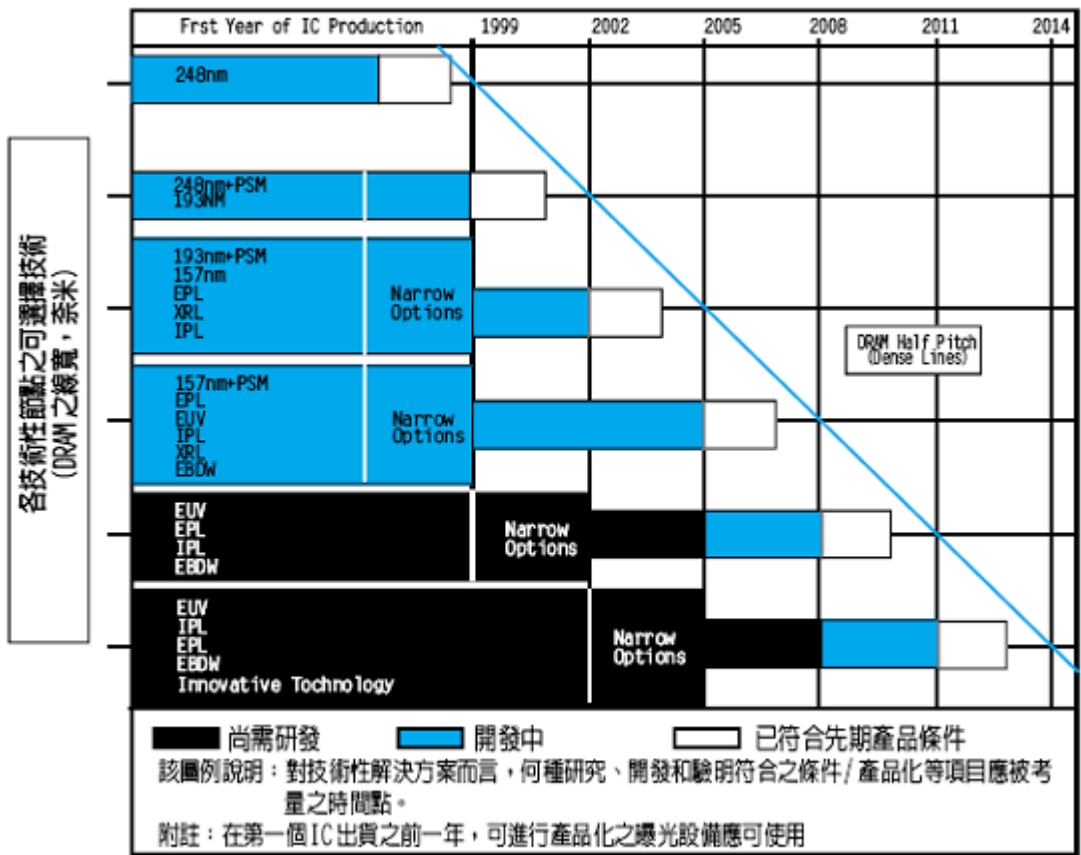 Frst Year of IC Production 1999 2002 2005 2008 2011 2014
各技術性節點之可選擇技術
(DRAM之線寬，奈米)
248nm
248nm+PSM
193NM
193nm+PSM
157nm
EPL
XRL
IPL
Narrow
Options
DRAM Half Pitch
(Dense Lines)
157nm+PSM
EPL
EUV
IPL
XRL
EBDW
Narrow
Options
EUV
EPL
IPL
EBDW
Narrow
Options
EUV
IPL
EPL
EBDW
Innovative Tochnology
Narrow
Options
尚需研發 開發中 已符合先期產品條件
該圖例說明：對技術性解決方案而言，何種研究、開發和驗明符合之條件/產品化等項目應被考
量之時間點。
附註：在第一個IC出貨之前一年，可進行產品化之曝光設備應可使用